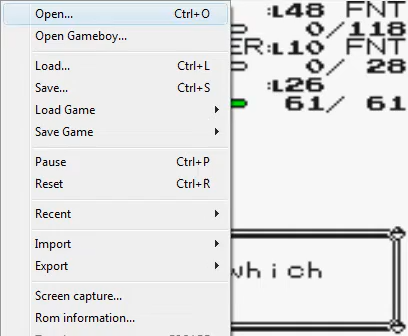 Open... Ctrl+O
Open Gameboy...
Load... Ctrl+L
Save... Ctrl+S
Load Game
Save Game
Pause Ctrl+P
Reset Ctrl+R
Recent
Import
Export
Screen capture...
Rom information...
:L48 FNT
0/118
ER:L10 FNT
0/ 28
:L26
61/ 61
which